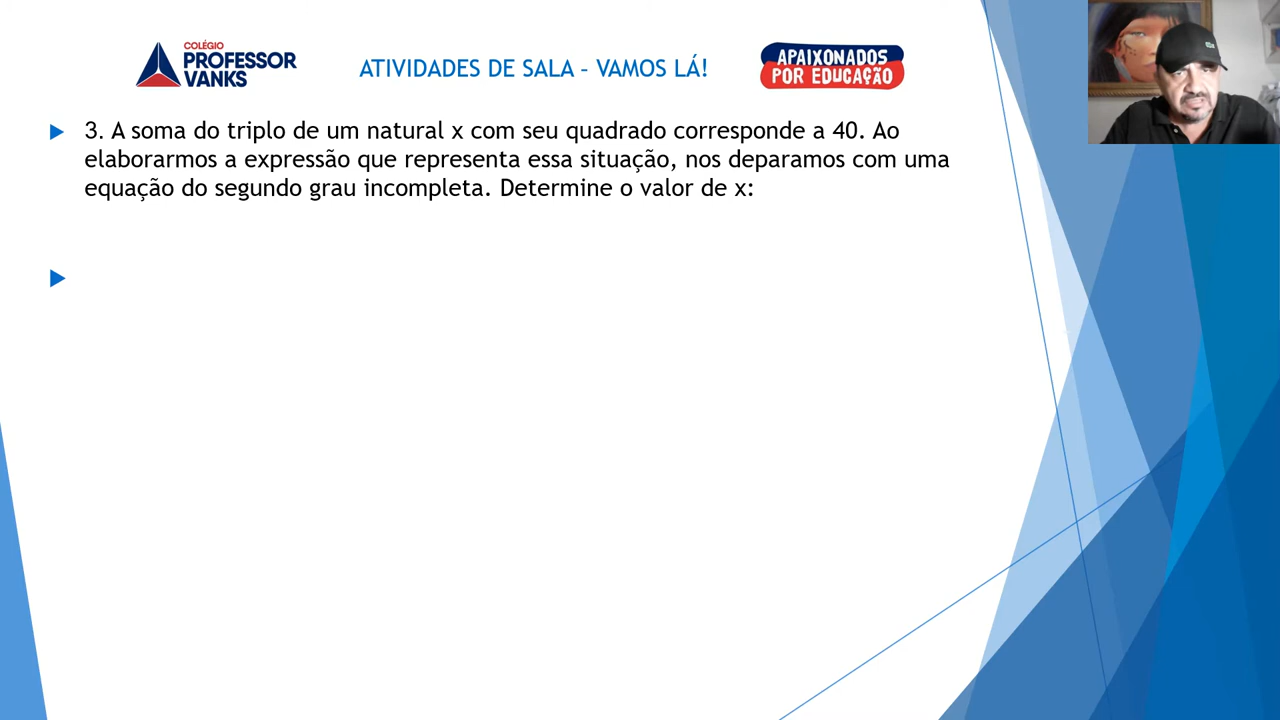 COLÉGIO
PROFESSOR
VANKS
ATIVIDADES DE SALA – VAMOS LÁ!
APAIXONADOS
POR EDUCAÇÃO
3. A soma do triplo de um natural x com seu quadrado corresponde a 40. Ao
elaborarmos a expressão que representa essa situação, nos deparamos com uma
equação do segundo grau incompleta. Determine o valor de x: